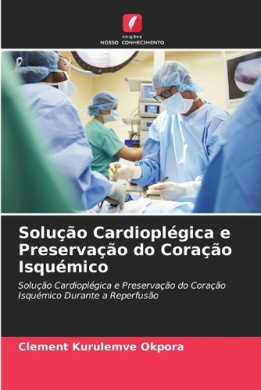 edições
NOSSO CONHECIMENTO
Solução Cardioplégica e
Preservação do Coração
Isquémico
Solução Cardioplégica e Preservação do Coração
Isquémico Durante a Reperfusão
Clement Kurulemve Okpora